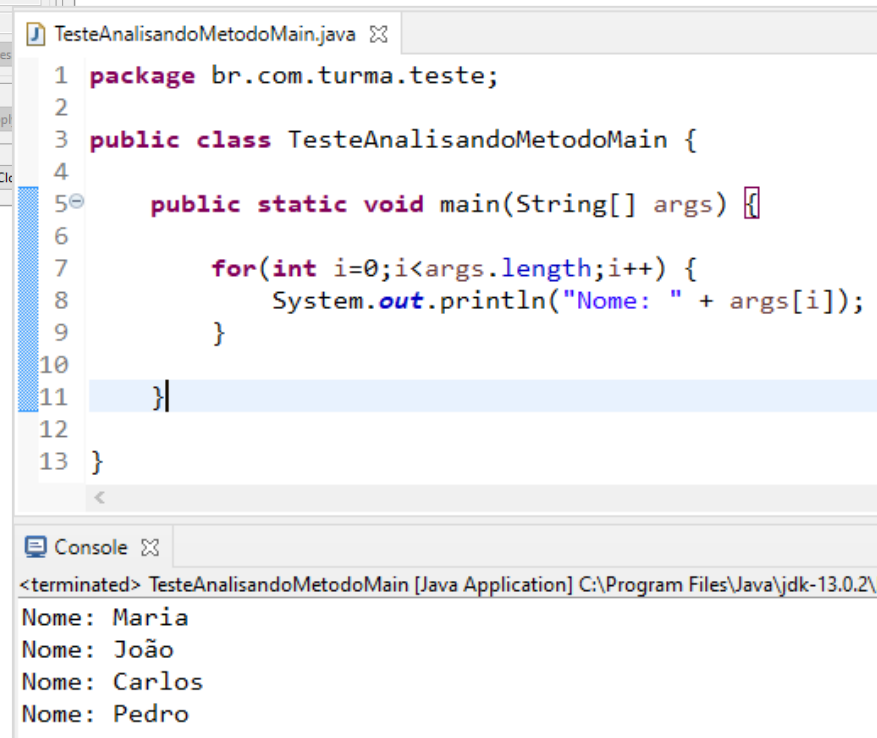 TesteAnalisandoMetodoMain.java
1 package br.com.turma.teste;
2
3 public class TesteAnalisandoMetodoMain {
4
5     public static void main(String[] args) {
6
7         for(int i=0;i<args.length;i++) {
8             System.out.println("Nome: " + args[i]);
9         }
10
11     }
12
13 }
Console
<terminated> TesteAnalisandoMetodoMain [Java Application] C:\Program Files\Java\jdk-13.0.2\
Nome: Maria
Nome: João
Nome: Carlos
Nome: Pedro